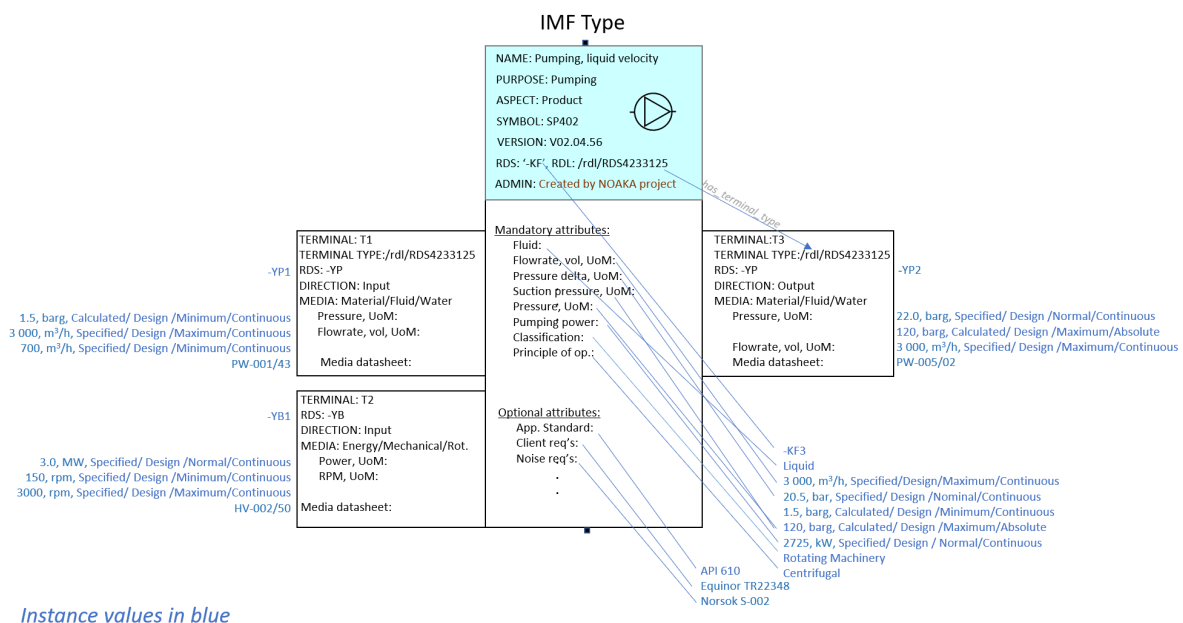 IMF Type
NAME: Pumping, liquid velocity
PURPOSE: Pumping
ASPECT: Product
SYMBOL: SP402
VERSION: V02.04.56
RDS: ‘-KF’, RDL: /rdl/RDS4233125
ADMIN: Created by NOAKA project
has_terminal_type
-YP1
1.5, barg, Calculated/ Design /Minimum/Continuous
3 000, m³/h, Specified/ Design /Maximum/Continuous
700, m³/h, Specified/ Design /Minimum/Continuous
PW-001/43
TERMINAL: T1
TERMINAL TYPE:/rdl/RDS4233125
RDS: -YP
DIRECTION: Input
MEDIA: Material/Fluid/Water
Pressure, UoM:
Flowrate, vol, UoM:
Media datasheet:
-YB1
3.0, MW, Specified/ Design /Normal/Continuous
150, rpm, Specified/ Design /Minimum/Continuous
3000, rpm, Specified/ Design /Maximum/Continuous
HV-002/50
TERMINAL: T2
RDS: -YB
DIRECTION: Input
MEDIA: Energy/Mechanical/Rot.
Power, UoM:
RPM, UoM:
Media datasheet:
Mandatory attributes:
Fluid:
Flowrate, vol, UoM:
Pressure delta, UoM:
Suction pressure, UoM:
Pressure, UoM:
Pumping power:
Classification:
Principle of op.:
Optional attributes:
App. Standard:
Client req’s:
Noise req’s:
.
.
TERMINAL:T3
TERMINAL TYPE:/rdl/RDS4233125
RDS: -YP
DIRECTION: Output
MEDIA: Material/Fluid/Water
Pressure, UoM:
Flowrate, vol, UoM:
Media datasheet:
-YP2
22.0, barg, Specified/ Design /Normal/Continuous
120, barg, Calculated/ Design /Maximum/Absolute
3 000, m³/h, Specified/ Design /Maximum/Continuous
PW-005/02
-KF3
Liquid
3 000, m³/h, Specified/Design/Maximum/Continuous
20.5, bar, Specified/ Design /Nominal/Continuous
1.5, barg, Calculated/ Design /Minimum/Continuous
120, barg, Calculated/ Design /Maximum/Absolute
2725, kW, Specified/ Design / Normal/Continuous
Rotating Machinery
Centrifugal
API 610
Equinor TR22348
Norsok S-002
Instance values in blue